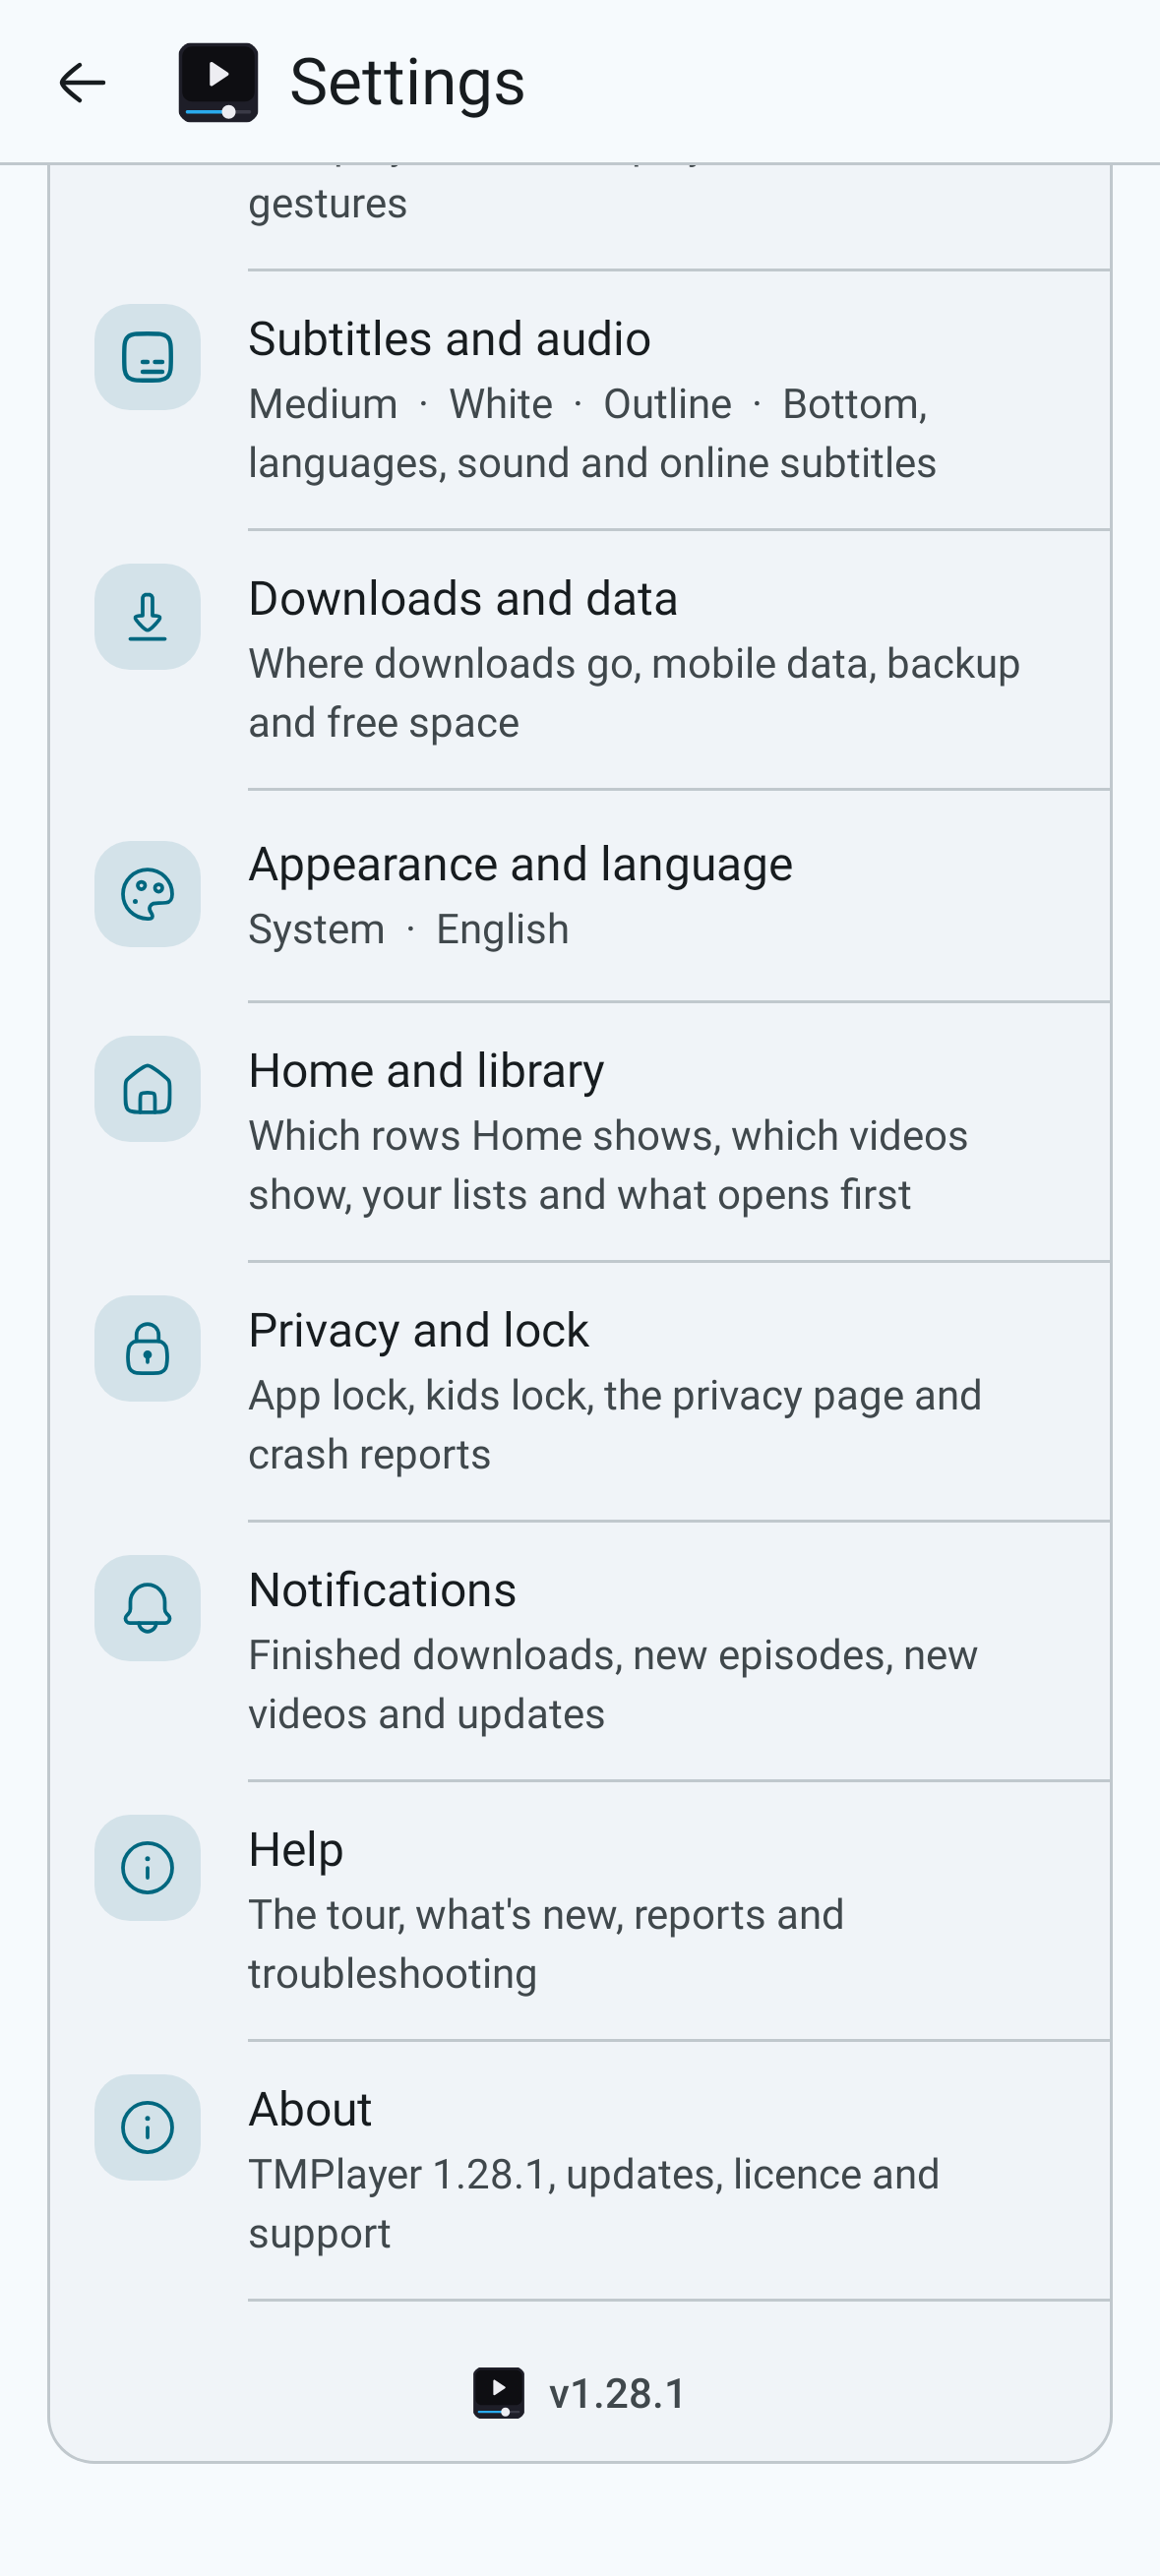 Settings
gestures
Subtitles and audio
Medium · White · Outline · Bottom,
languages, sound and online subtitles
Downloads and data
Where downloads go, mobile data, backup
and free space
Appearance and language
System · English
Home and library
Which rows Home shows, which videos
show, your lists and what opens first
Privacy and lock
App lock, kids lock, the privacy page and
crash reports
Notifications
Finished downloads, new episodes, new
videos and updates
Help
The tour, what's new, reports and
troubleshooting
About
TMPlayer 1.28.1, updates, licence and
support
v1.28.1